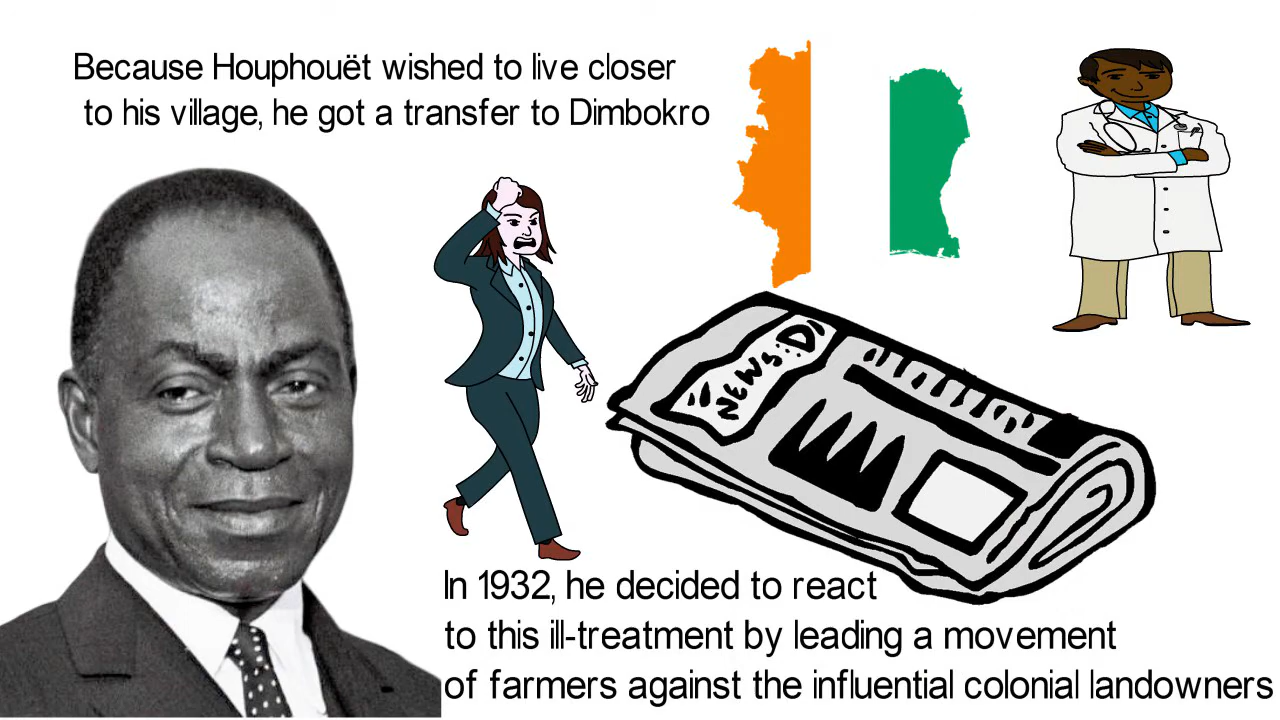 Because Houphouët wished to live closer
to his village, he got a transfer to Dimbokro
NEWS
In 1932, he decided to react
to this ill-treatment by leading a movement
of farmers against the influential colonial landowners